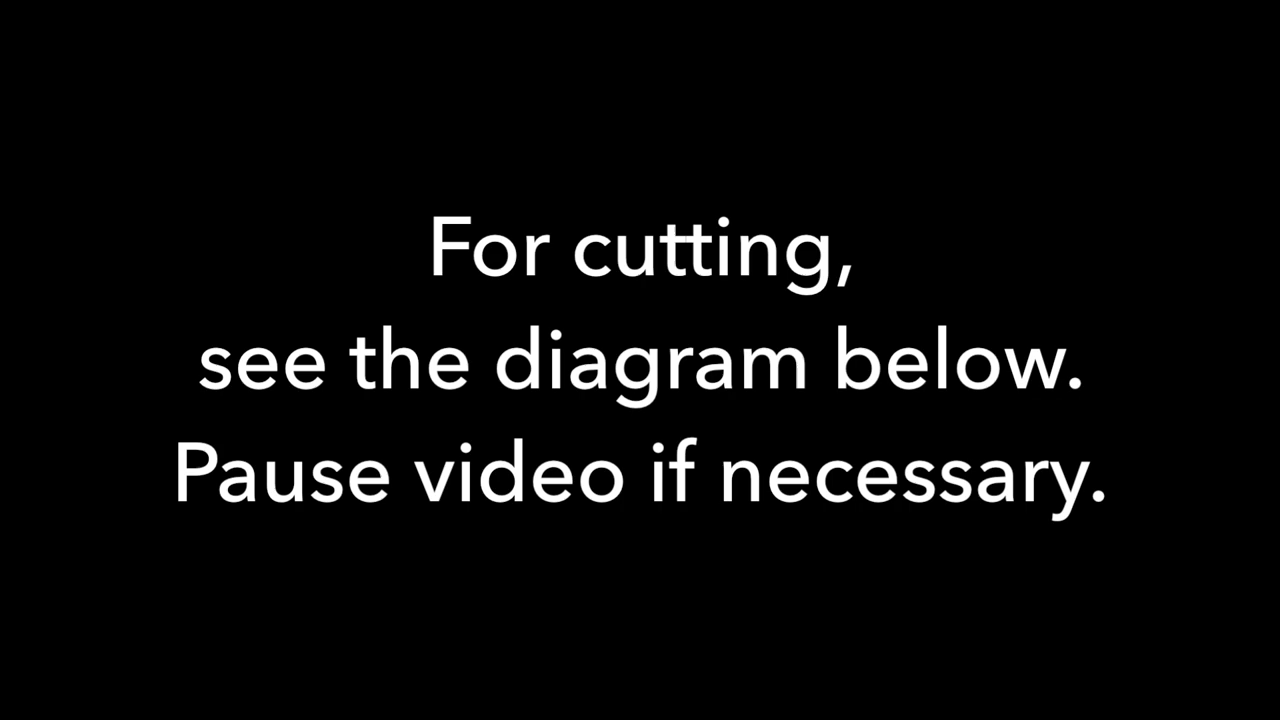 For cutting,
see the diagram below.
Pause video if necessary.